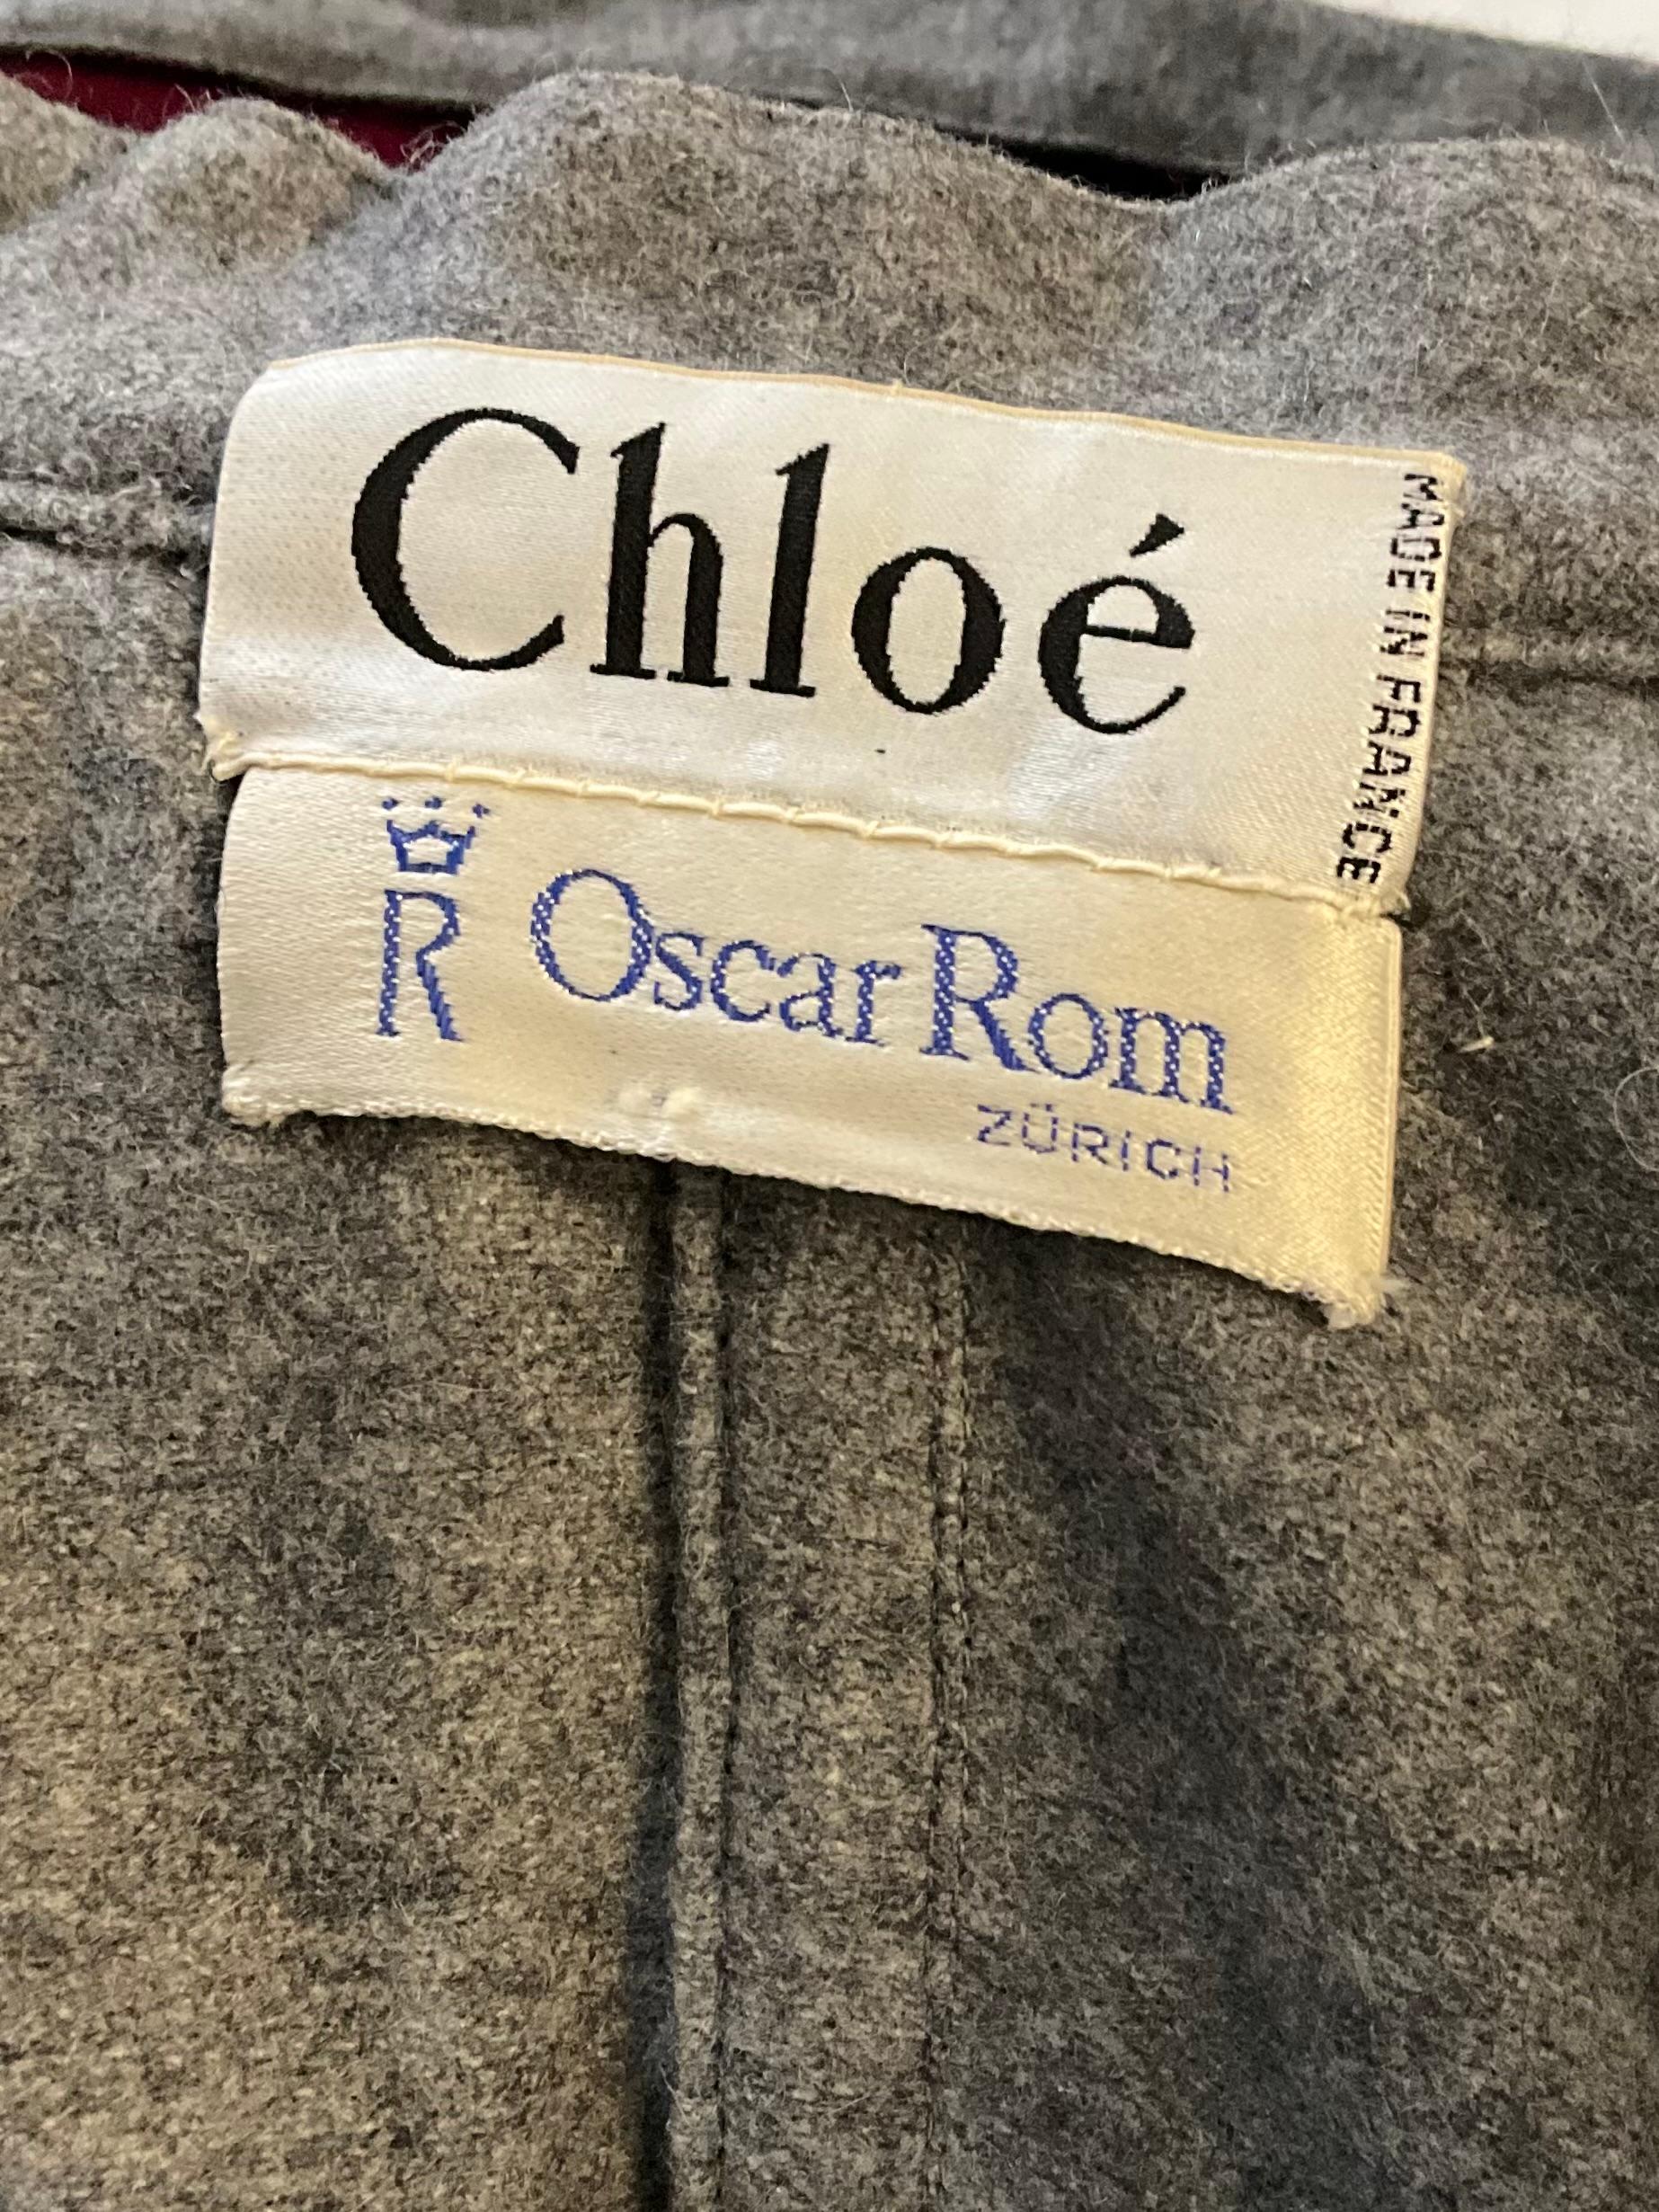 Chloé
MADE IN FRANCE
R Oscar Rom
ZÜRICH